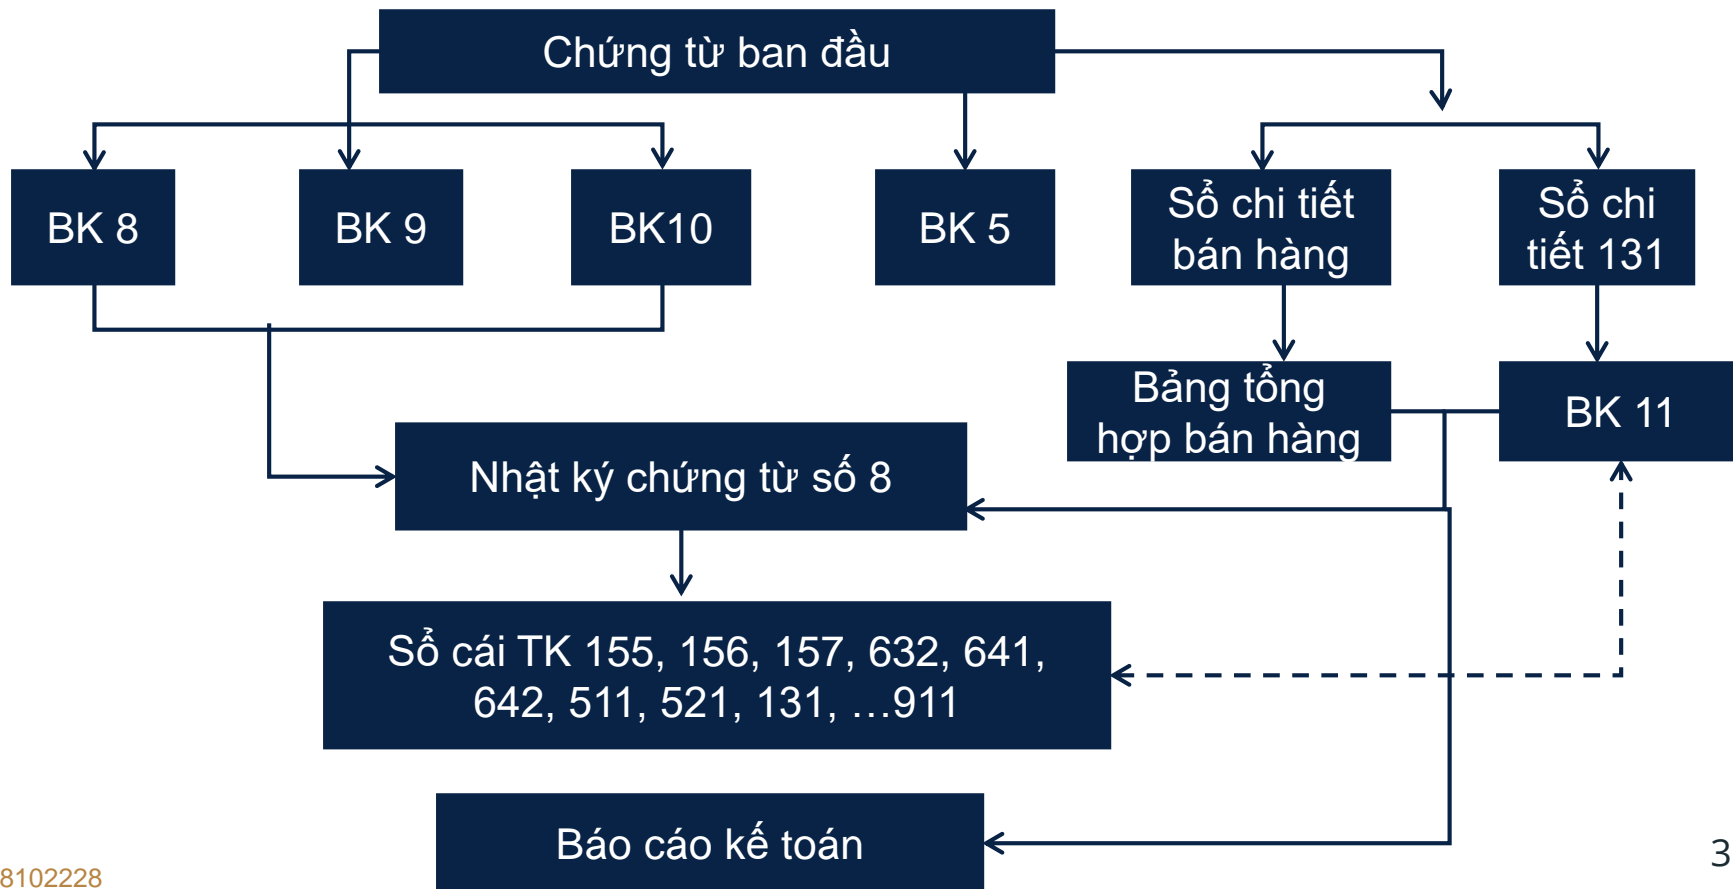 Chứng từ ban đầu
BK 8
BK 9
BK10
BK 5
Sổ chi tiết
bán hàng
Sổ chi
tiết 131
Bảng tổng
hợp bán hàng
BK 11
Nhật ký chứng từ số 8
Sổ cái TK 155, 156, 157, 632, 641,
642, 511, 521, 131, …911
Báo cáo kế toán
3
8102228